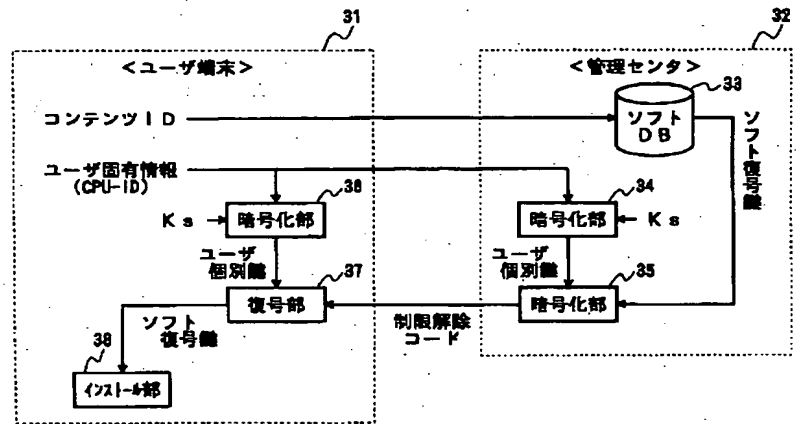 31
32
<ユーザ端末>
<管理センタ>
33
コンテンツID
ソフト
DB
ソフト復号鍵
ユーザ固有情報
(CPU-ID)
36
34
Ks
暗号化部
暗号化部
Ks
ユーザ
個別鍵
ユーザ
個別鍵
37
35
復号部
暗号化部
ソフト
復号鍵
制限解除
コード
38
インストール部